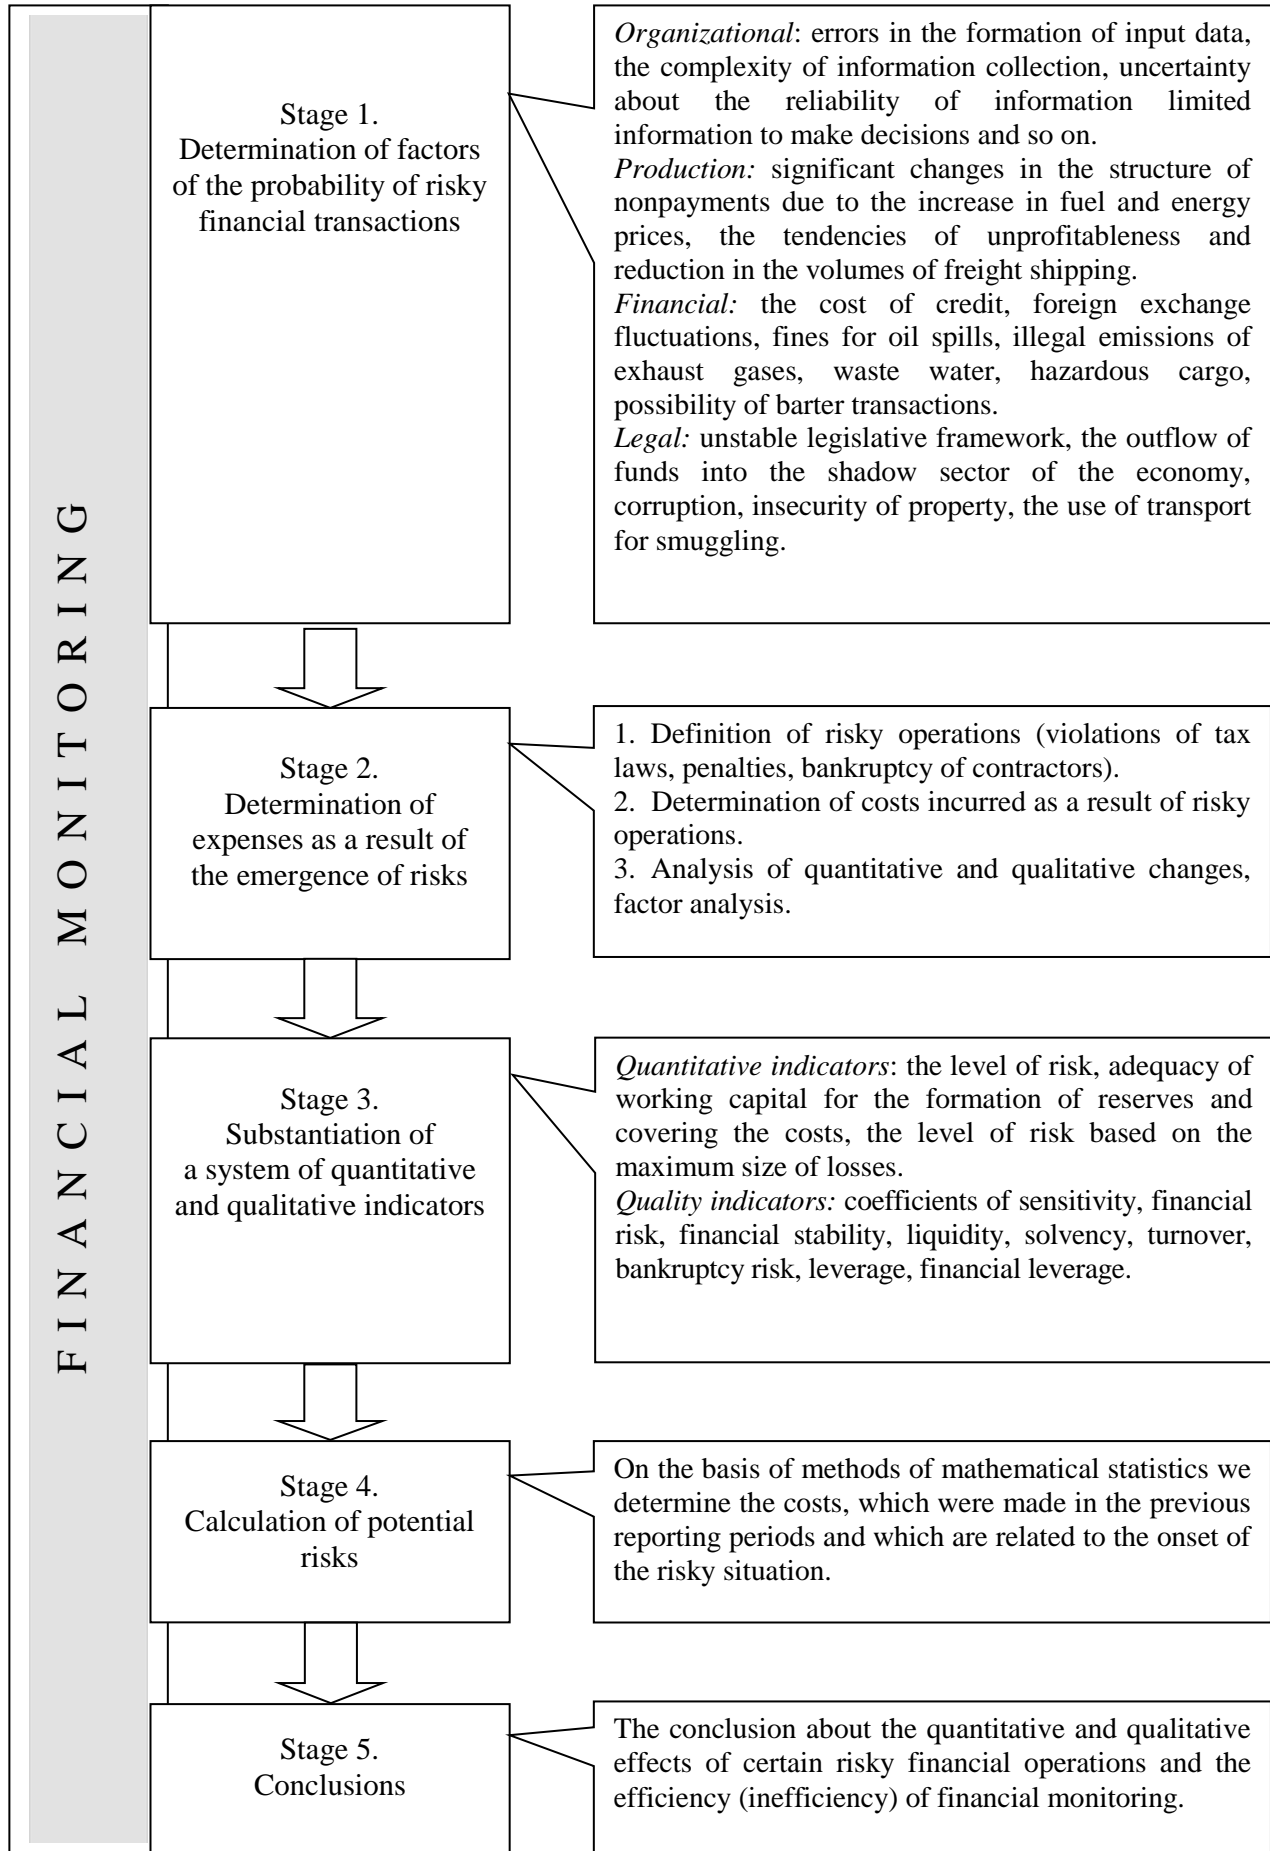 FINANCIAL MONITORING
Stage 1.
Determination of factors
of the probability of risky
financial transactions
Organizational: errors in the formation of input data,
the complexity of information collection, uncertainty
about the reliability of information limited
information to make decisions and so on.
Production: significant changes in the structure of
nonpayments due to the increase in fuel and energy
prices, the tendencies of unprofitableness and
reduction in the volumes of freight shipping.
Financial: the cost of credit, foreign exchange
fluctuations, fines for oil spills, illegal emissions of
exhaust gases, waste water, hazardous cargo,
possibility of barter transactions.
Legal: unstable legislative framework, the outflow of
funds into the shadow sector of the economy,
corruption, insecurity of property, the use of transport
for smuggling.
Stage 2.
Determination of
expenses as a result of
the emergence of risks
1. Definition of risky operations (violations of tax
laws, penalties, bankruptcy of contractors).
2. Determination of costs incurred as a result of risky
operations.
3. Analysis of quantitative and qualitative changes,
factor analysis.
Stage 3.
Substantiation of
a system of quantitative
and qualitative indicators
Quantitative indicators: the level of risk, adequacy of
working capital for the formation of reserves and
covering the costs, the level of risk based on the
maximum size of losses.
Quality indicators: coefficients of sensitivity, financial
risk, financial stability, liquidity, solvency, turnover,
bankruptcy risk, leverage, financial leverage.
Stage 4.
Calculation of potential
risks
On the basis of methods of mathematical statistics we
determine the costs, which were made in the previous
reporting periods and which are related to the onset of
the risky situation.
Stage 5.
Conclusions
The conclusion about the quantitative and qualitative
effects of certain risky financial operations and the
efficiency (inefficiency) of financial monitoring.